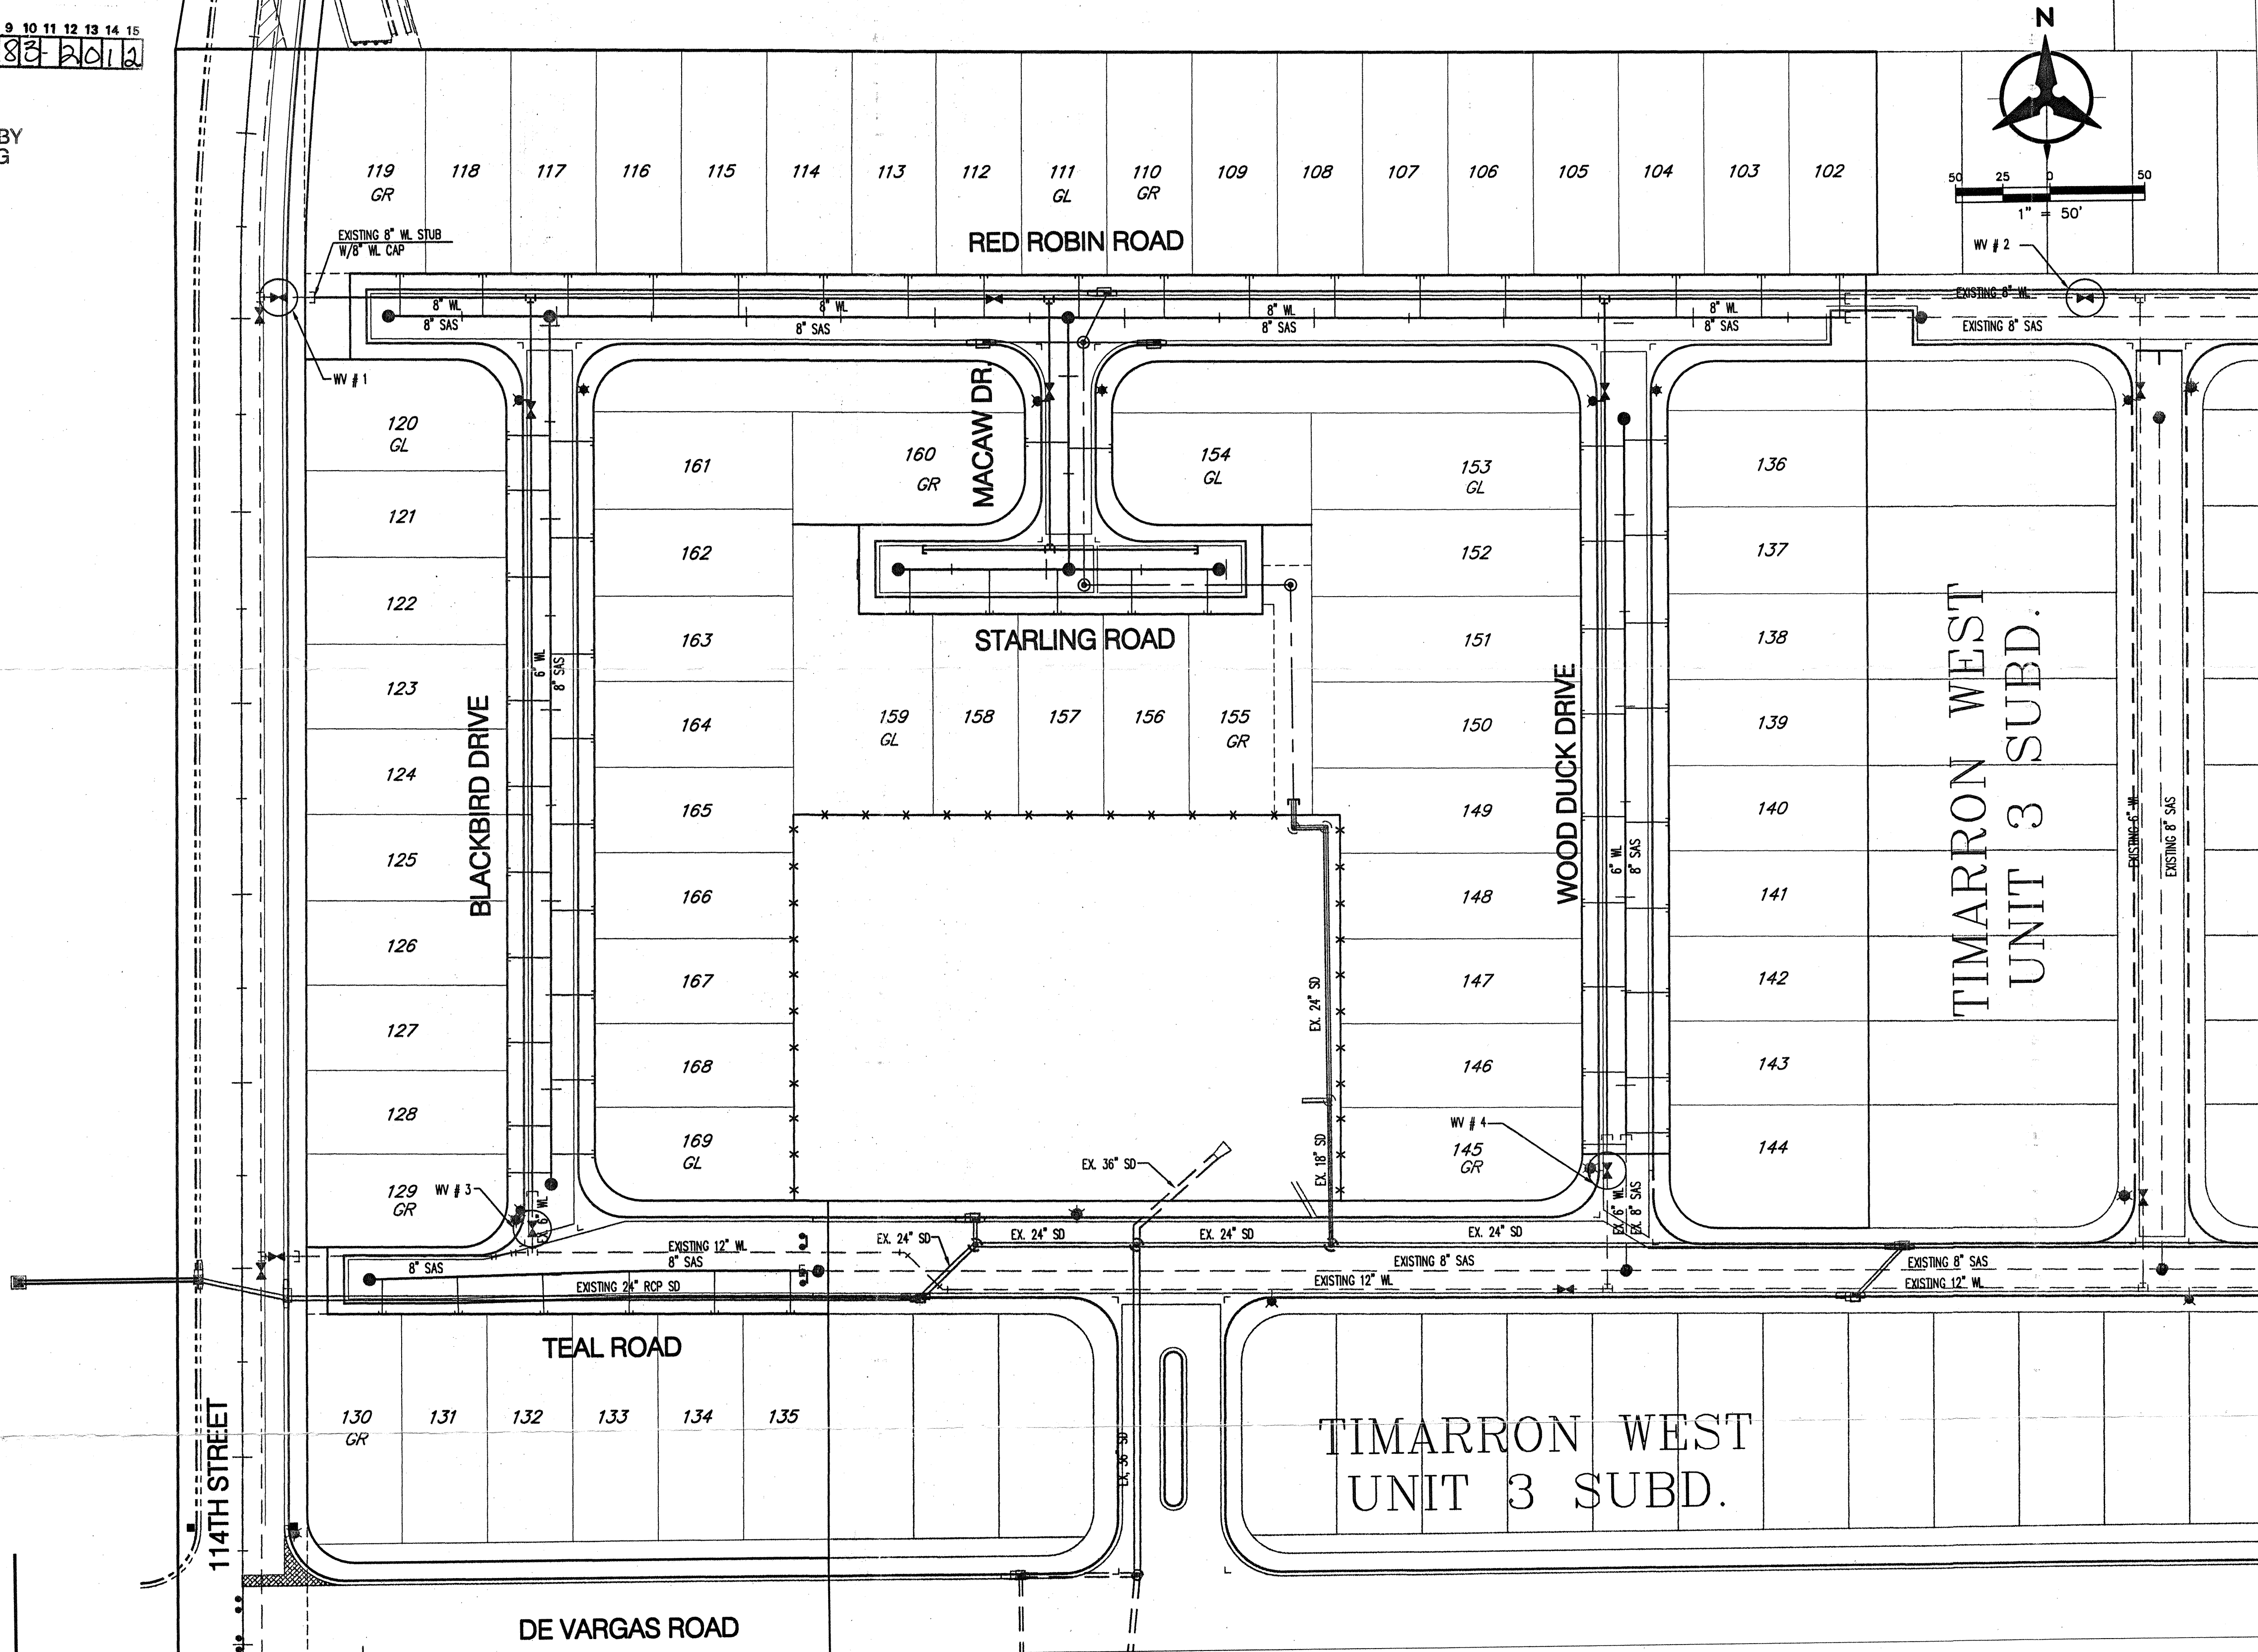 9 10 11 12 13 14 15
83-2012
BY
G
N
50 25 0 50
1" = 50'
119 118 117 116 115 114 113 112 111 110 109 108 107 106 105 104 103 102
GR GL GR
EXISTING 8" WL STUB
W/8" WL CAP
RED ROBIN ROAD
WV # 2
8" WL 8" WL 8" WL 8" WL EXISTING 8" WL
8" SAS 8" SAS 8" SAS 8" SAS EXISTING 8" SAS
WV # 1
MACAW DR.
120
GL
160
GR
154
GL
161
153
GL
136
121
162
152
137
122
STARLING ROAD
163
151
138
6" WL
8" SAS
123
BLACKBIRD DRIVE
164
159
GL
158
157
156
155
GR
150
WOOD DUCK DRIVE
139
TIMARRON WEST
UNIT 3 SUBD.
124
165
149
140
6" WL
8" SAS
EXISTING 6" WL
EXISTING 8" SAS
125
166
148
141
126
167
147
142
EX. 24" SD
127
168
146
143
128
169
GL
WV # 4
145
GR
144
EX. 36" SD
EX. 18" SD
129
GR
WV # 3
EX. 6" WL
EX. 6" WL
EX. 8" SAS
EXISTING 12" WL
EX. 24" SD
EX. 24" SD
EX. 24" SD
EX. 24" SD
8" SAS
8" SAS
EXISTING 8" SAS
EXISTING 8" SAS
EXISTING 24" RCP SD
EXISTING 12" WL
EXISTING 12" WL
TEAL ROAD
130
GR
131 132 133 134 135
114TH STREET
EX. 36" SD
TIMARRON WEST
UNIT 3 SUBD.
DE VARGAS ROAD